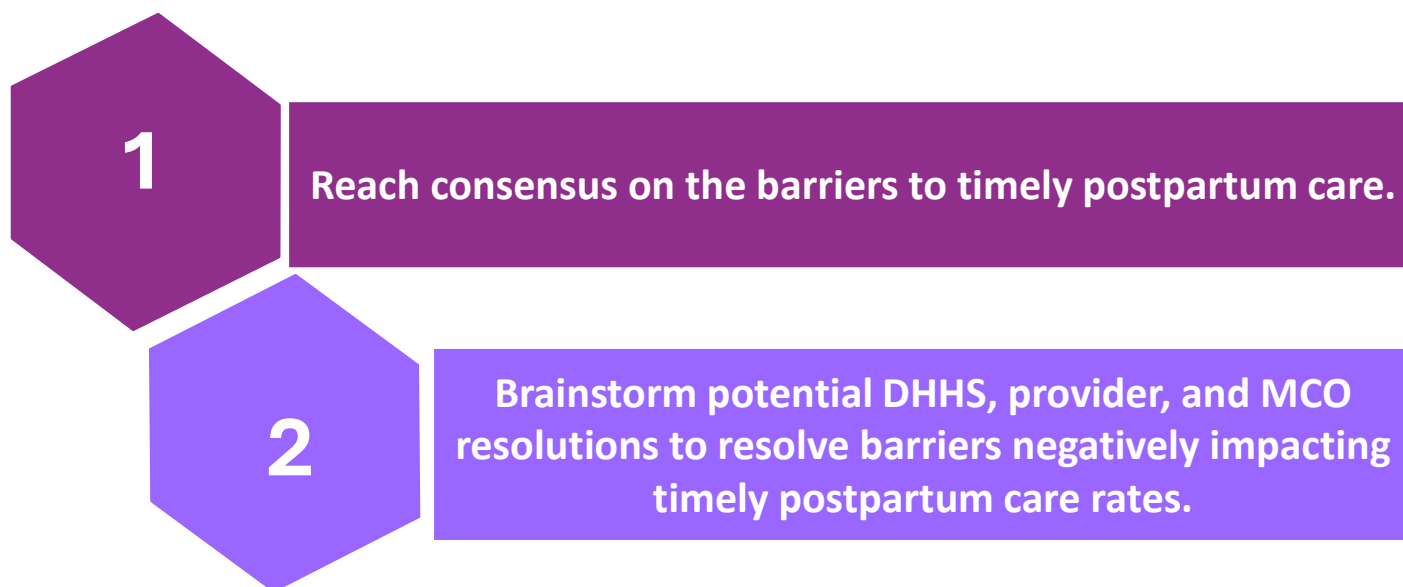 1
Reach consensus on the barriers to timely postpartum care.
2
Brainstorm potential DHHS, provider, and MCO
resolutions to resolve barriers negatively impacting
timely postpartum care rates.